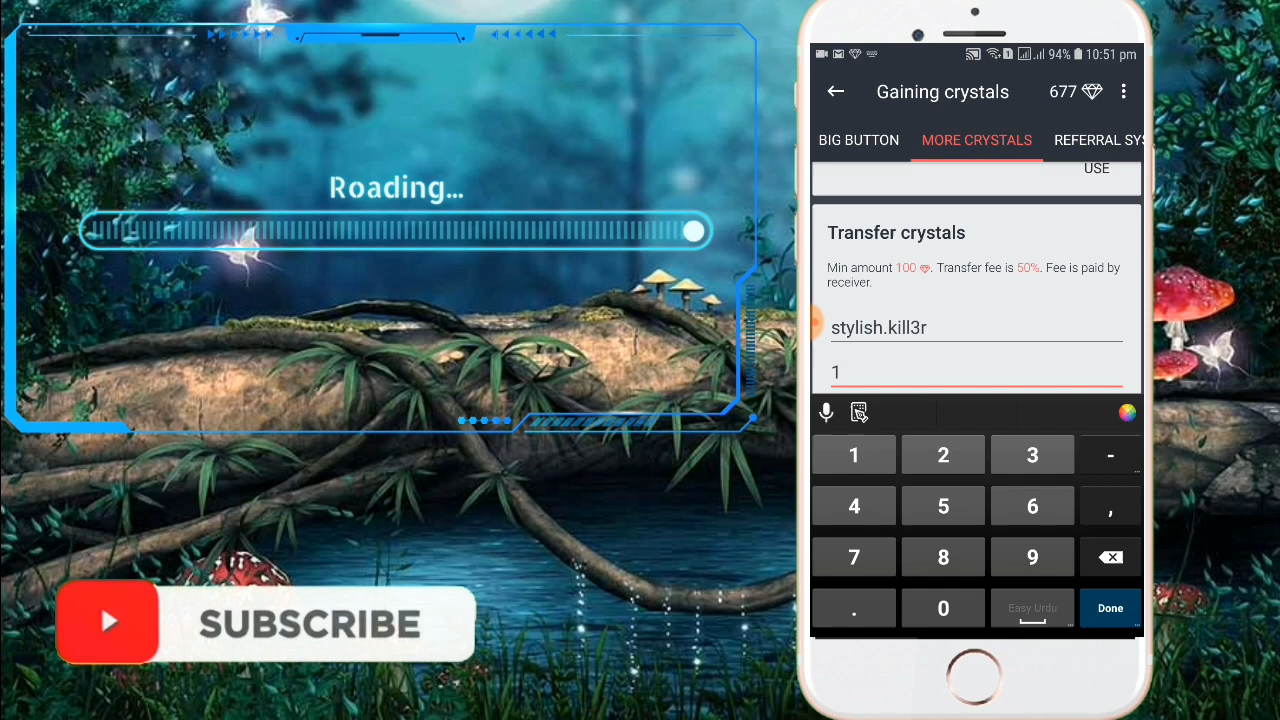 Roading...
SUBSCRIBE
94% 10:51 pm
Gaining crystals 677
BIG BUTTON MORE CRYSTALS REFERRAL SYS
USE
Transfer crystals
Min amount 100 . Transfer fee is 50%. Fee is paid by
receiver.
stylish.kill3r
1
1 2 3 -
4 5 6 ,
7 8 9
. 0 Easy Urdu Done